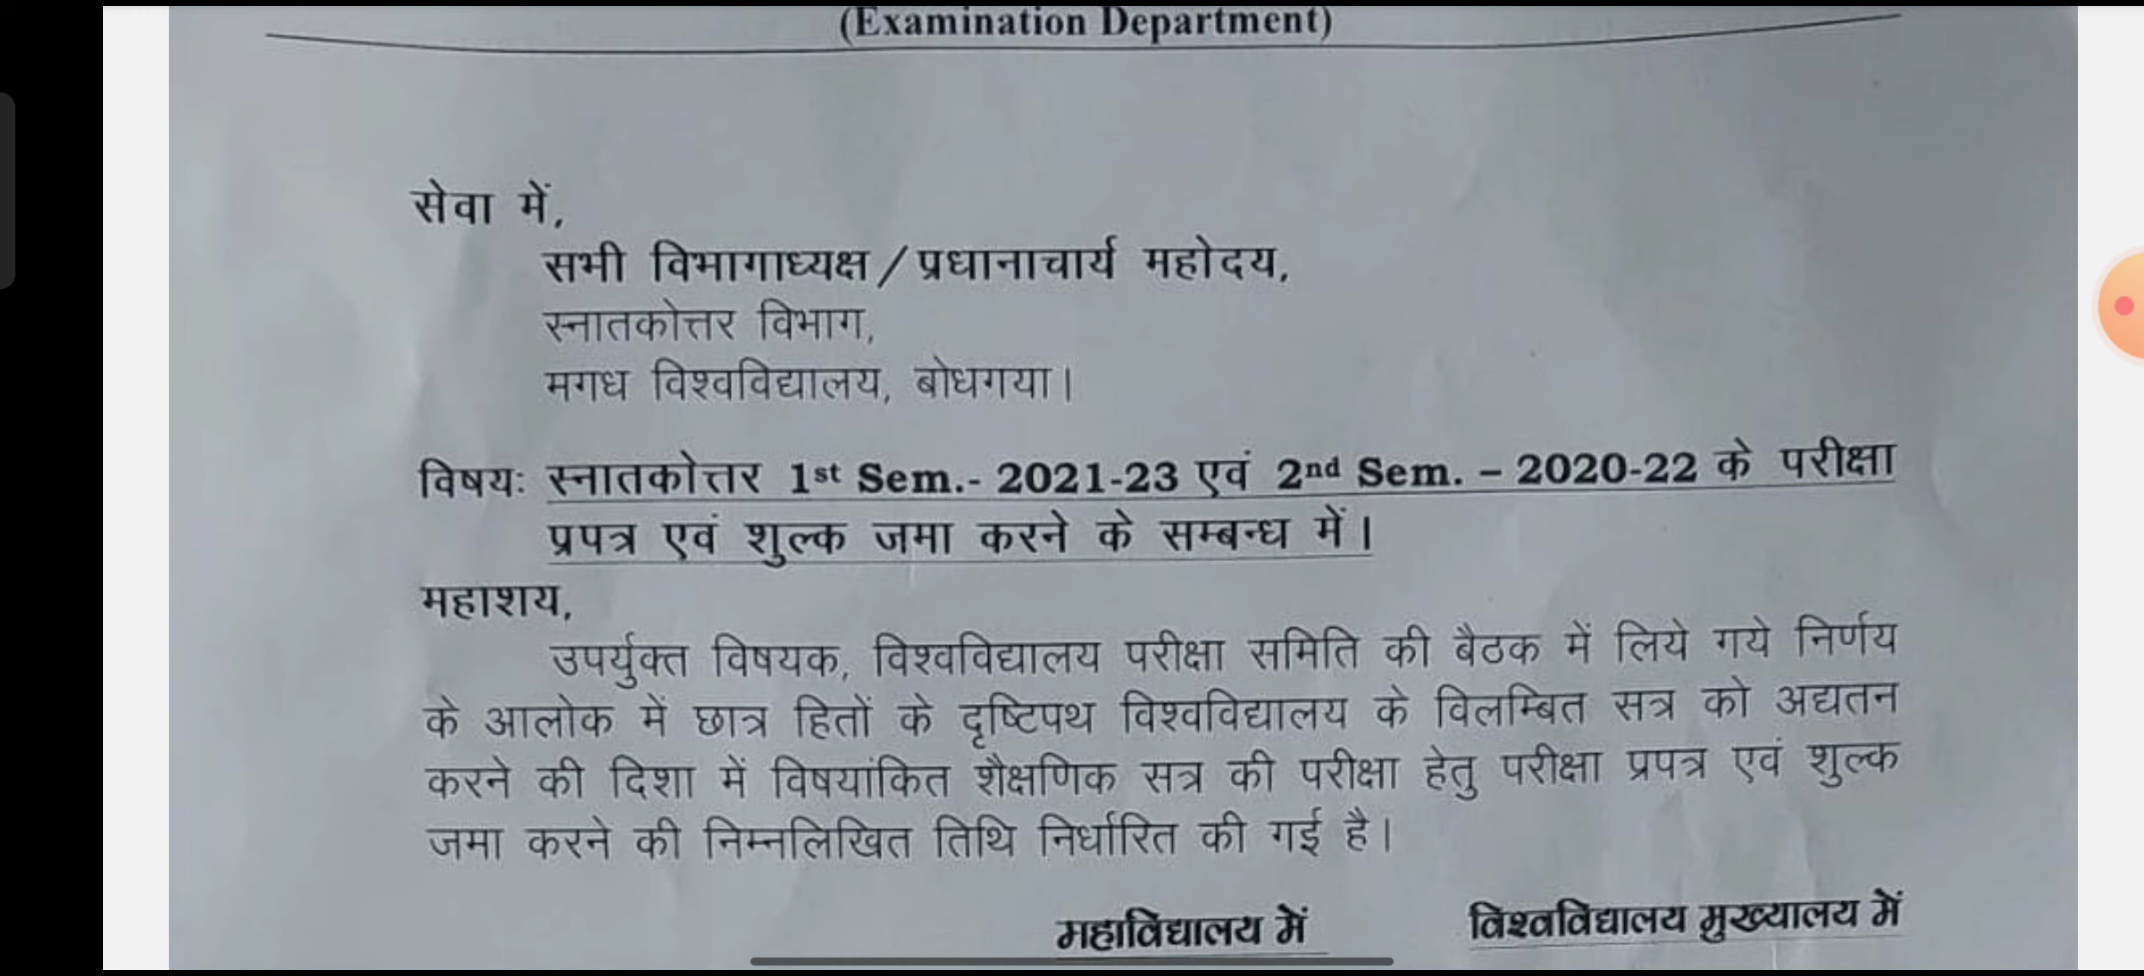 (Examination Department)
सेवा में,
सभी विभागाध्यक्ष/प्रधानाचार्य महोदय,
स्नातकोत्तर विभाग,
मगध विश्वविद्यालय, बोधगया।
विषय: स्नातकोत्तर 1st Sem.- 2021-23 एवं 2nd Sem. – 2020-22 के परीक्षा
प्रपत्र एवं शुल्क जमा करने के सम्बन्ध में।
महाशय,
उपर्युक्त विषयक, विश्वविद्यालय परीक्षा समिति की बैठक में लिये गये निर्णय
के आलोक में छात्र हितों के दृष्टिपथ विश्वविद्यालय के विलम्बित सत्र को अद्यतन
करने की दिशा में विषयांकित शैक्षणिक सत्र की परीक्षा हेतु परीक्षा प्रपत्र एवं शुल्क
जमा करने की निम्नलिखित तिथि निर्धारित की गई है।
महाविद्यालय में विश्वविद्यालय मुख्यालय में